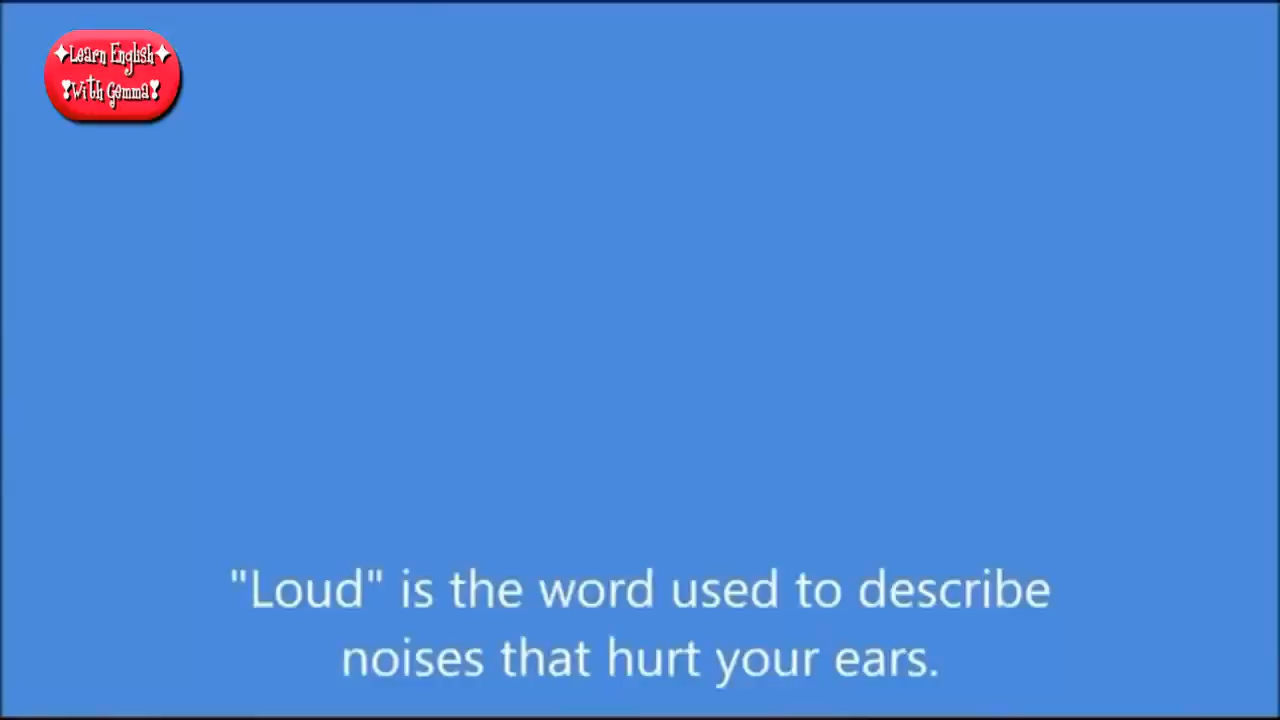 Learn English
With Gemma
"Loud" is the word used to describe
noises that hurt your ears.